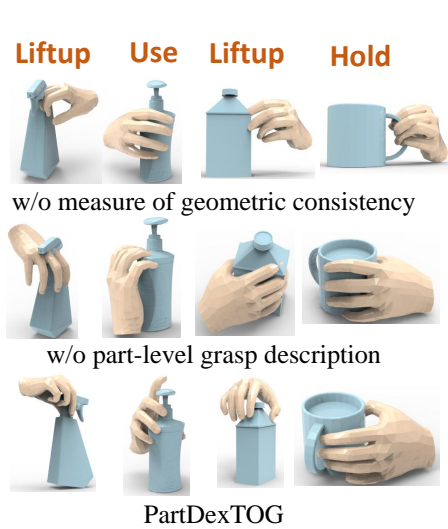 Liftup Use Liftup Hold
w/o measure of geometric consistency
w/o part-level grasp description
PartDexTOG